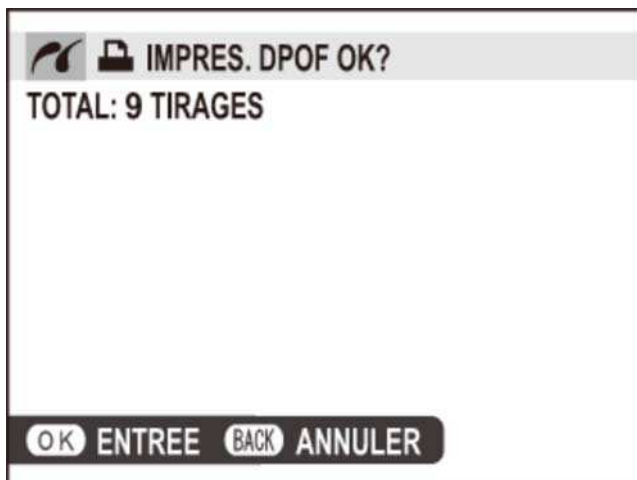 IMPRES. DPOF OK?
TOTAL: 9 TIRAGES
OK ENTREE BACK ANNULER